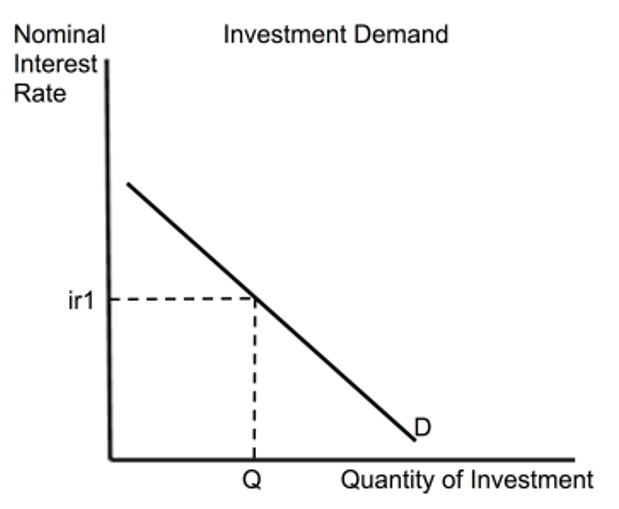 Nominal
Interest
Rate
Investment Demand
ir1
D
Q
Quantity of Investment